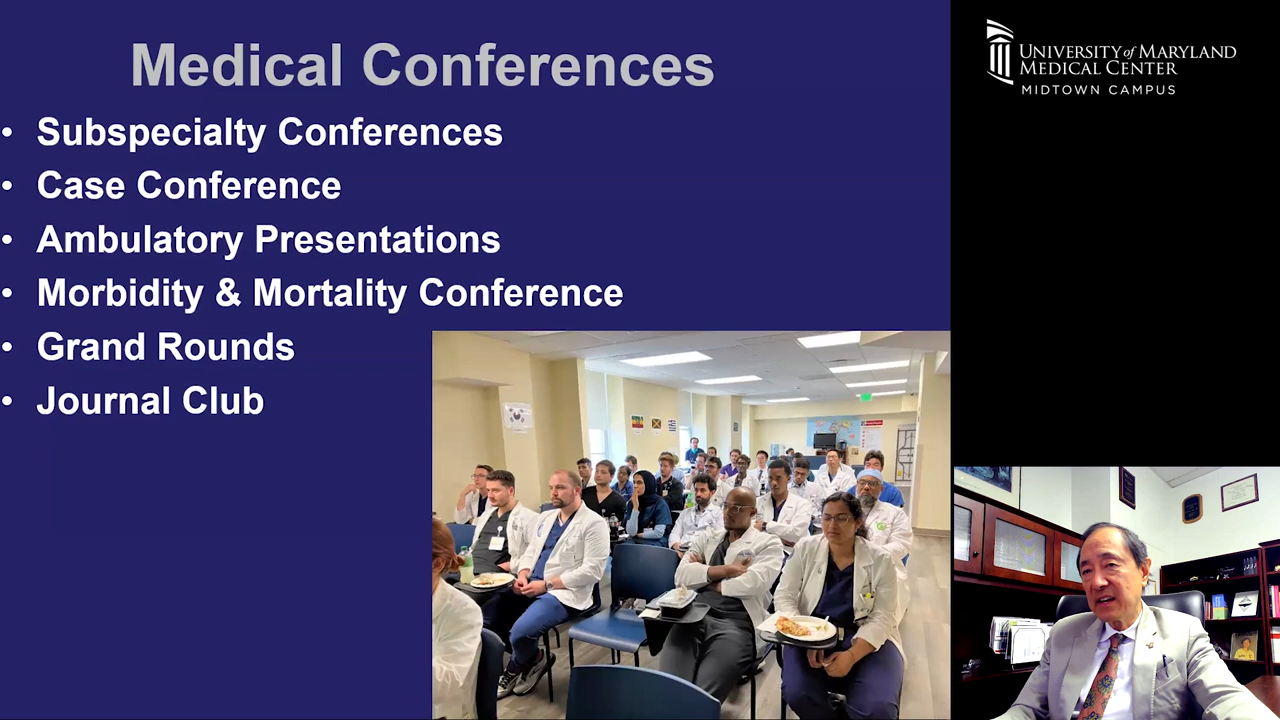 Medical Conferences
• Subspecialty Conferences
• Case Conference
• Ambulatory Presentations
• Morbidity & Mortality Conference
• Grand Rounds
• Journal Club
UNIVERSITY of MARYLAND
MEDICAL CENTER
MIDTOWN CAMPUS